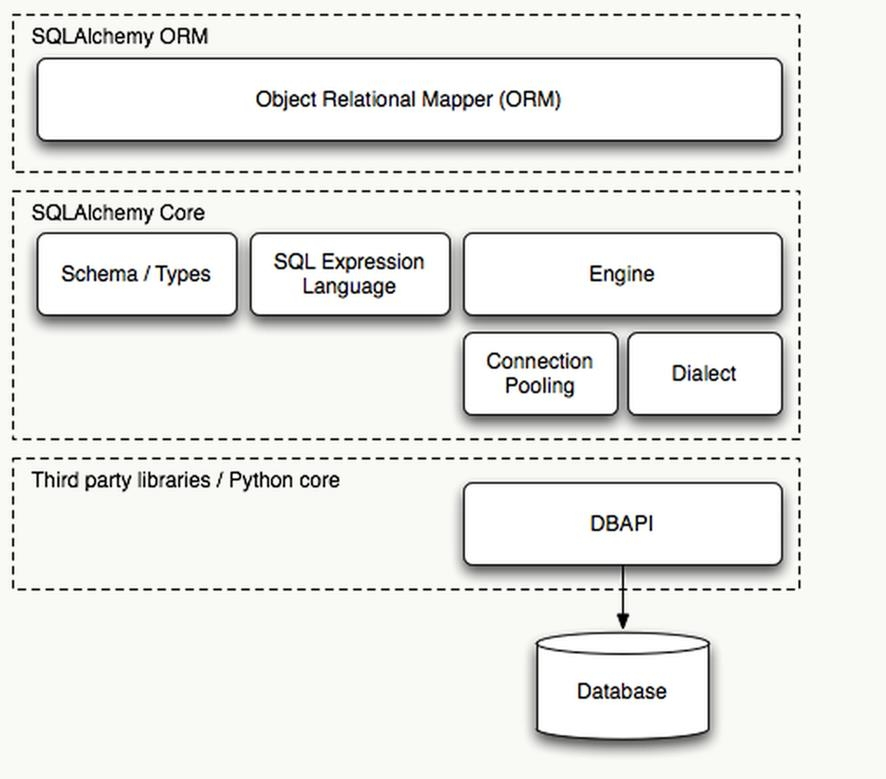 SQLAlchemy ORM
Object Relational Mapper (ORM)
SQLAlchemy Core
Schema / Types
SQL Expression
Language
Engine
Connection
Pooling
Dialect
Third party libraries / Python core
DBAPI
Database